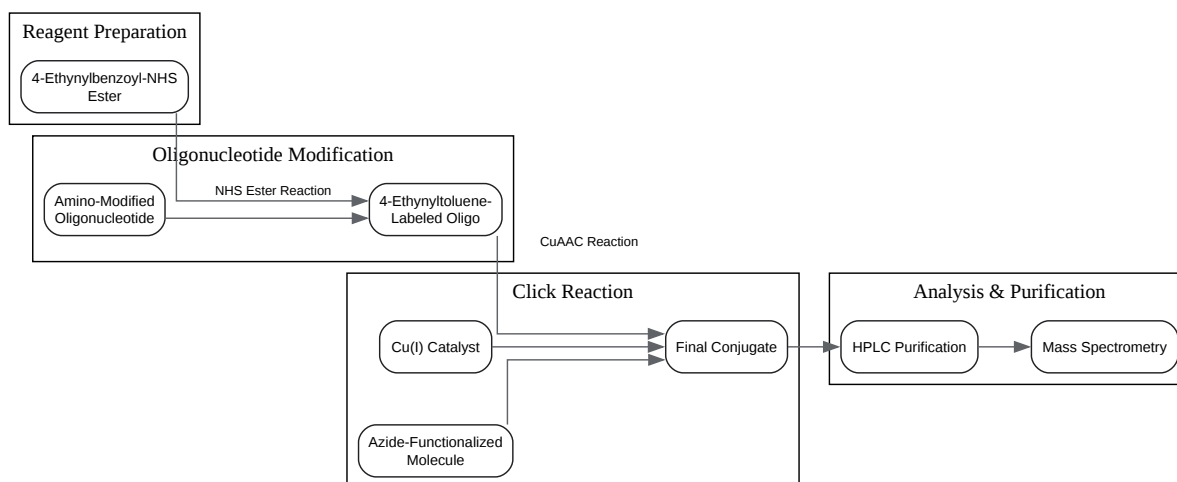 Reagent Preparation
4-Ethynylbenzoyl-NHS
Ester
Oligonucleotide Modification
NHS Ester Reaction
Amino-Modified
Oligonucleotide
4-Ethynyltoluene-
Labeled Oligo
CuAAC Reaction
Click Reaction
Cu(I) Catalyst
Final Conjugate
Azide-Functionalized
Molecule
Analysis & Purification
HPLC Purification
Mass Spectrometry